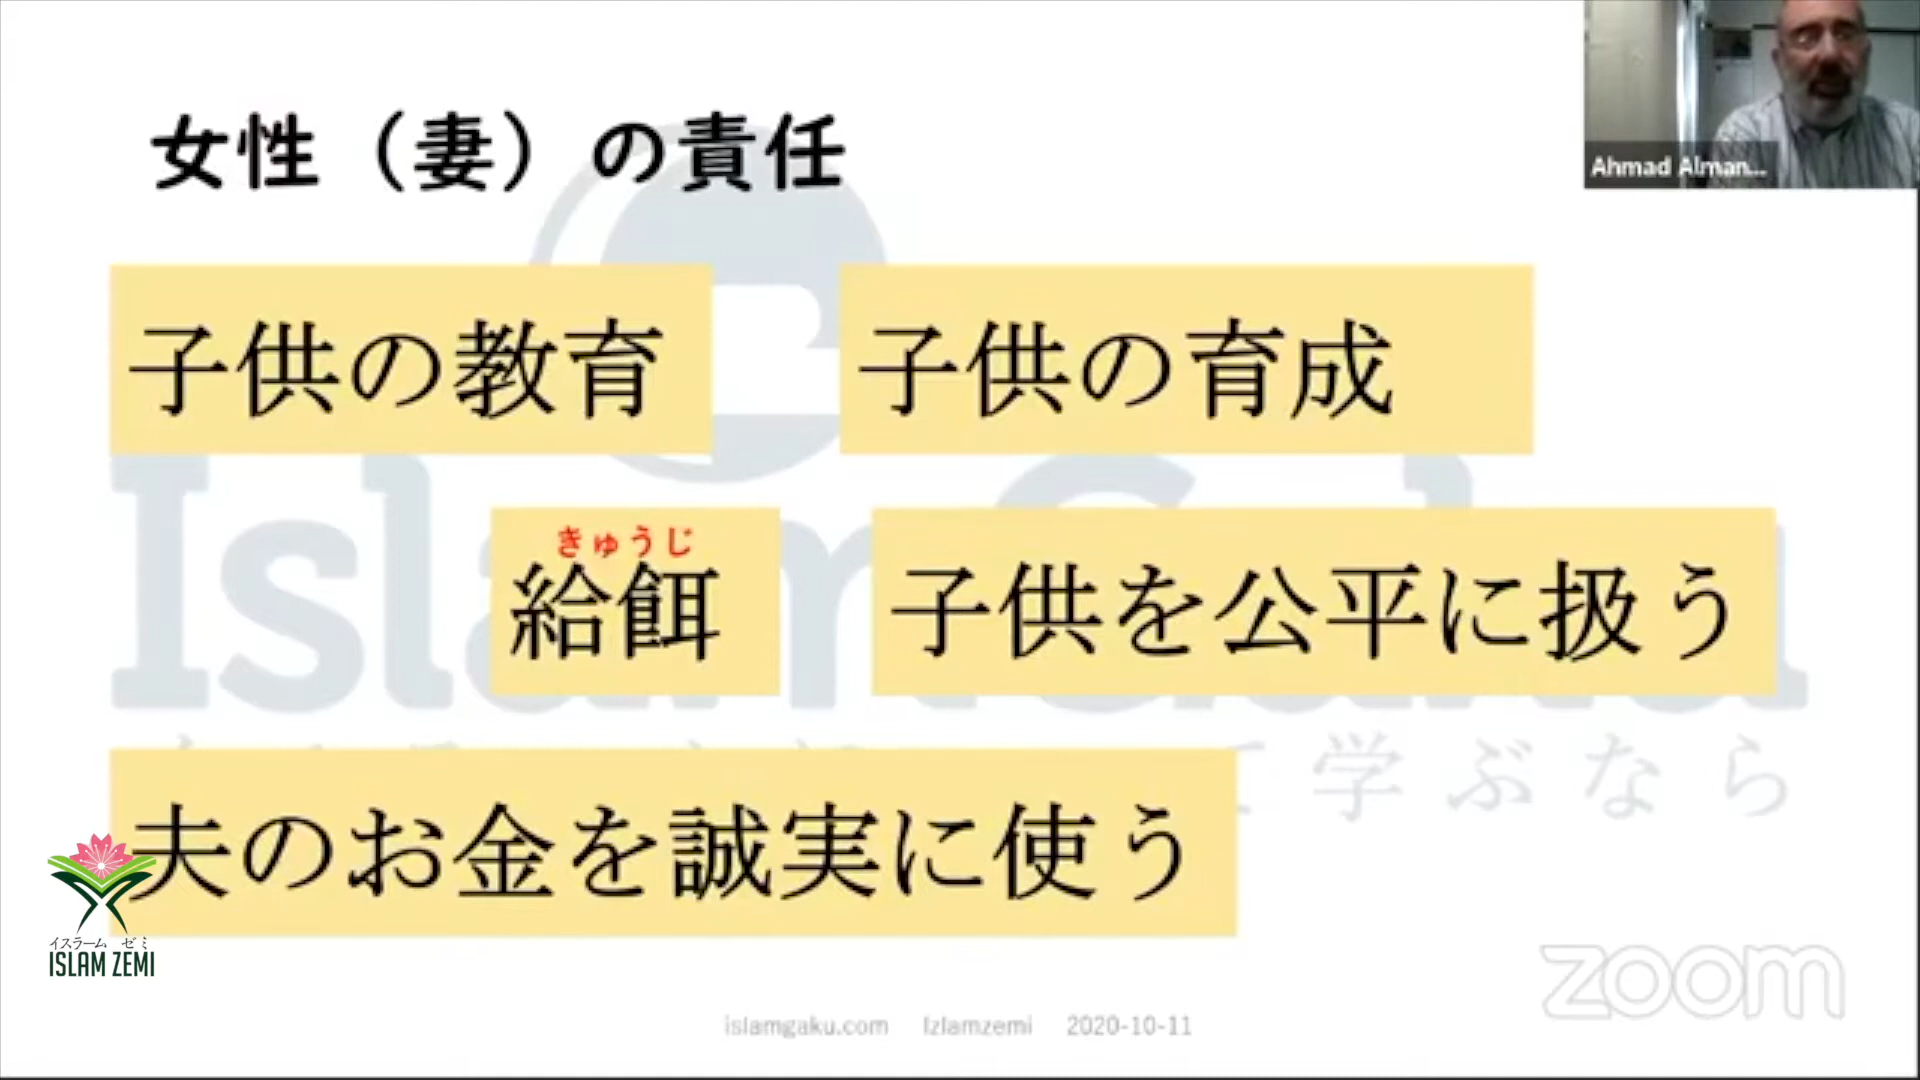 Ahmad Alman...
女性（妻）の責任
子供の教育
子供の育成
きゅうじ
給餌
子供を公平に扱う
に学ぶなら
夫のお金を誠実に使う
イスラーム ゼミ
ISLAM ZEMI
zoom
islamgaku.com Izlamzemi 2020-10-11